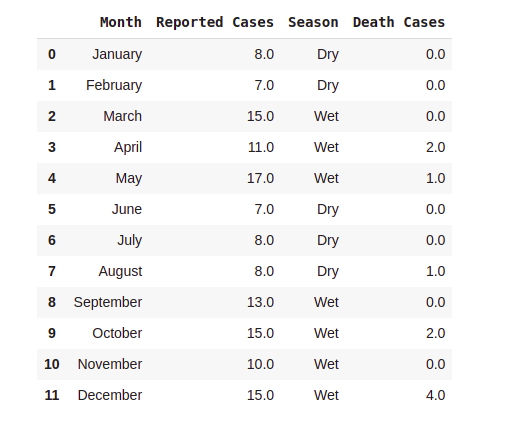 Month Reported Cases Season Death Cases
0 January 8.0 Dry 0.0
1 February 7.0 Dry 0.0
2 March 15.0 Wet 0.0
3 April 11.0 Wet 2.0
4 May 17.0 Wet 1.0
5 June 7.0 Dry 0.0
6 July 8.0 Dry 0.0
7 August 8.0 Dry 1.0
8 September 13.0 Wet 0.0
9 October 15.0 Wet 2.0
10 November 10.0 Wet 0.0
11 December 15.0 Wet 4.0